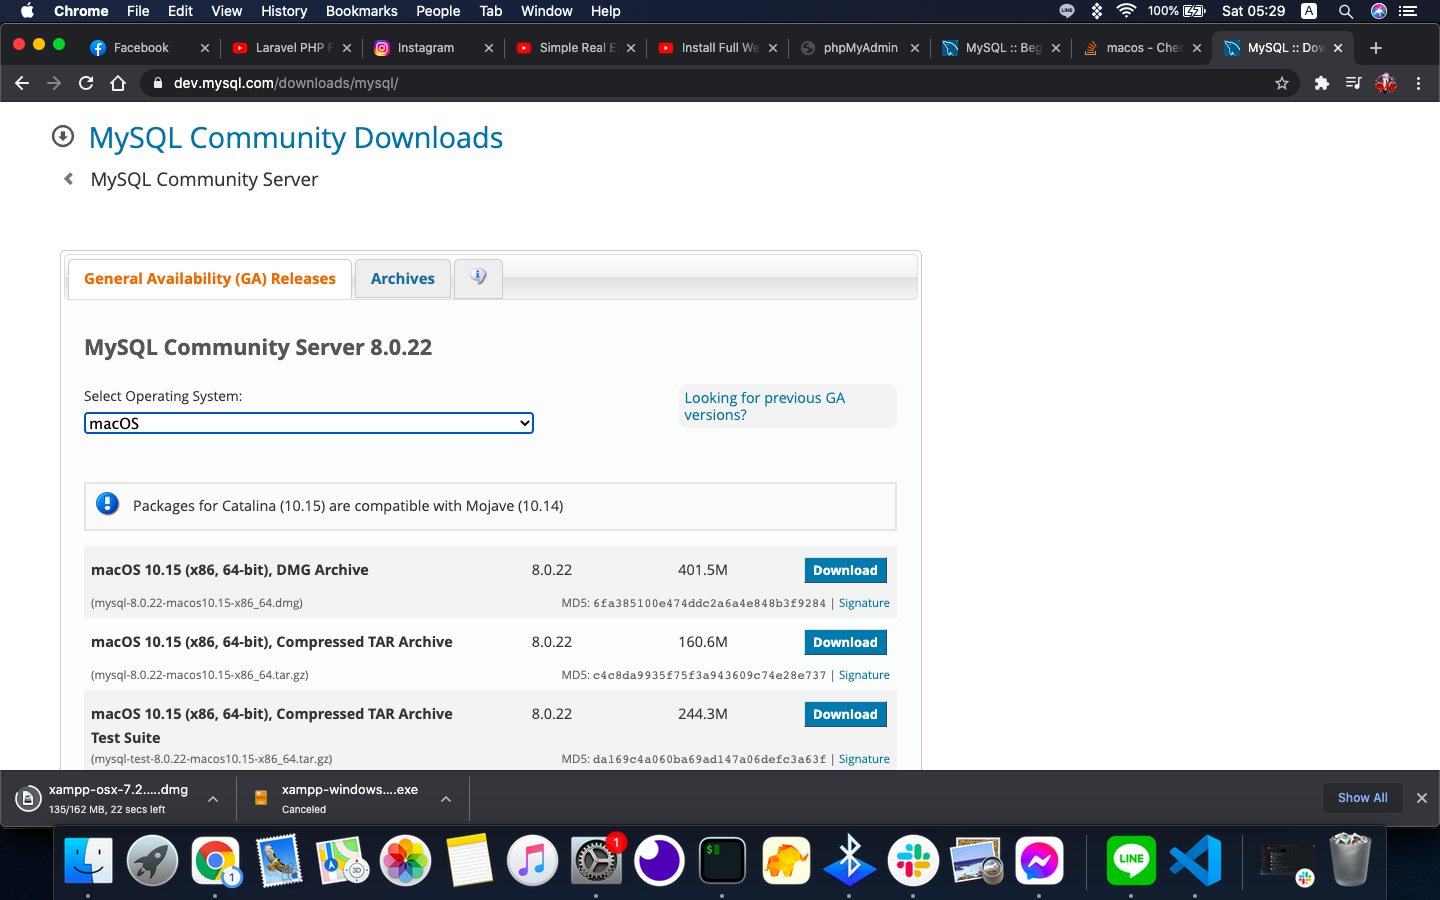 Chrome File Edit View History Bookmarks People Tab Window Help
LINE 100% Sat 05:29 A
Facebook
Laravel PHP F
Instagram
Simple Real E
Install Full We
phpMyAdmin
MySQL :: Beg
macos - Chec
MySQL :: Dow
dev.mysql.com/downloads/mysql/
MySQL Community Downloads
MySQL Community Server
General Availability (GA) Releases
Archives
MySQL Community Server 8.0.22
Select Operating System:
macOS
Looking for previous GA
versions?
Packages for Catalina (10.15) are compatible with Mojave (10.14)
macOS 10.15 (x86, 64-bit), DMG Archive 8.0.22 401.5M Download
(mysql-8.0.22-macos10.15-x86_64.dmg) MD5: 6fa385100e474ddc2a6a4e848b3f9284 | Signature
macOS 10.15 (x86, 64-bit), Compressed TAR Archive 8.0.22 160.6M Download
(mysql-8.0.22-macos10.15-x86_64.tar.gz) MD5: c4c8da9935f75f3a943609c74e28e737 | Signature
macOS 10.15 (x86, 64-bit), Compressed TAR Archive 8.0.22 244.3M Download
Test Suite
(mysql-test-8.0.22-macos10.15-x86_64.tar.gz) MD5: da169c4a060ba69ad147a06defc3a63f | Signature
xampp-osx-7.2.....dmg
135/162 MB, 22 secs left
xampp-windows....exe
Canceled
Show All
1
3D
1
$
LINE